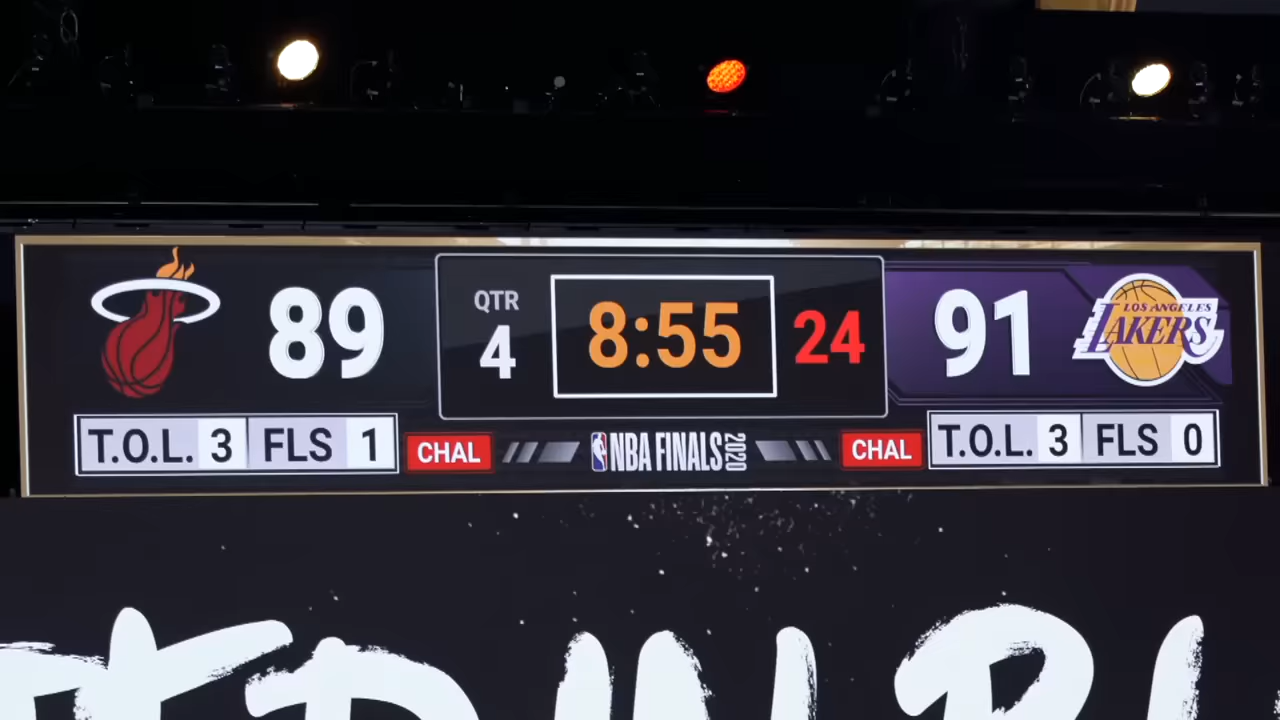 89
QTR
4
8:55
24
91
LOS ANGELES
LAKERS
T.O.L. 3 FLS 1
CHAL
NBA FINALS 2020
CHAL
T.O.L. 3 FLS 0